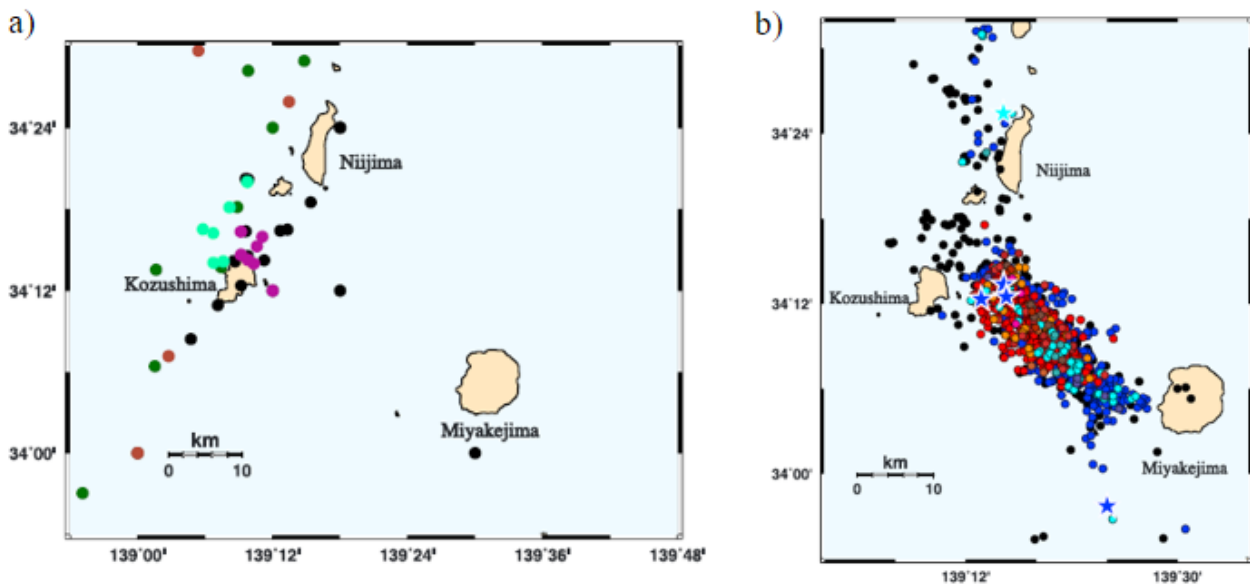 a)
34˚24'
34˚12'
34˚00'
Niijima
Kozushima
Miyakejima
km
0 10
139˚00' 139˚12' 139˚24' 139˚36' 139˚48'
b)
34˚24'
34˚12'
34˚00'
Niijima
Kozushima
Miyakejima
km
0 10
139˚12' 139˚30'